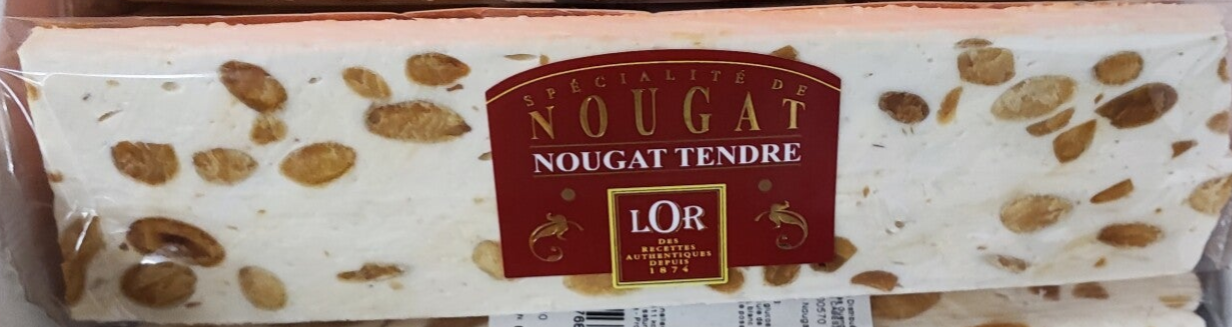 SPÉCIALITÉ DE
NOUGAT
NOUGAT TENDRE
LOR
DES
RECETTES
AUTHENTIQUES
DEPUIS
1874